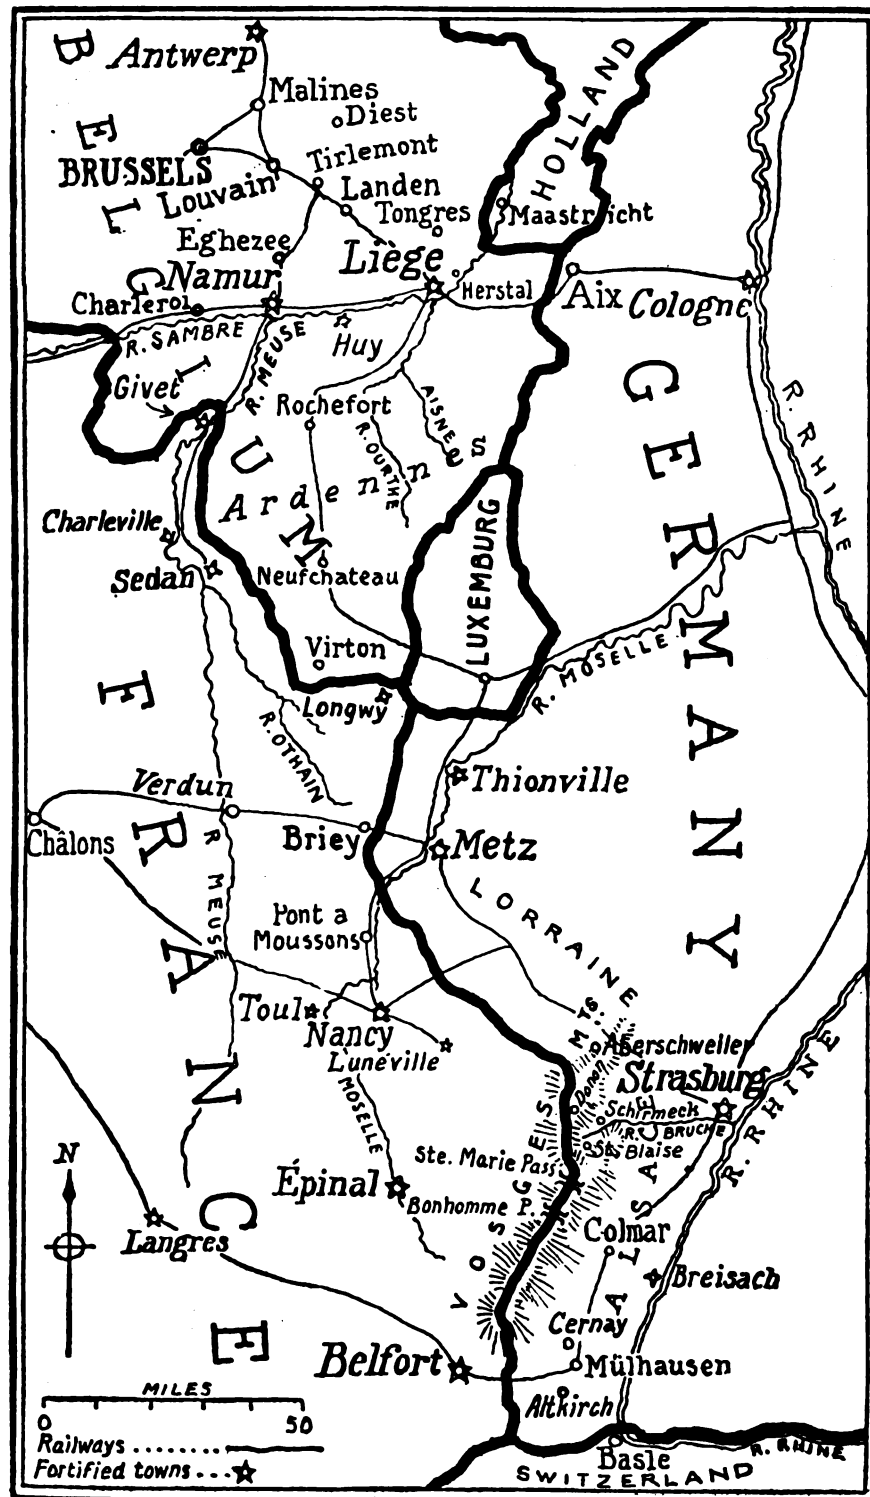 BELGIUM
Antwerp
HOLLAND
Malines
Diest
BRUSSELS
Louvain
Tirlemont
Landen
Tongres
Maastricht
Eghezee
Liège
Namur
Herstal
Aix
Cologne
Charleroi
R. SAMBRE
Huy
R. MEUSE
Givet
Rochefort
AISNE
R. OURTHE
Ardennes
GERMANY
R. RHINE
Charleville
Sedan
Neufchateau
LUXEMBURG
Virton
Longwy
R. MOSELLE
R. OTHAIN
FRANCE
Thionville
Verdun
Châlons
Briey
Metz
R MEUSE
LORRAINE
Pont a
Moussons
Toul
Nancy
Lunéville
MOSELLE
VOSGES MTS.
Aberschweiler
Strasburg
Donon
Schirmeck
R. BRUCHE
St. Blaise
R. RHINE
ALSACE
Ste. Marie Pass
N
Épinal
Bonhomme P.
Langres
Colmar
Breisach
Cernay
Belfort
Mülhausen
MILES
0 50
Altkirch
Railways ........
Fortified towns ...
Basle
R. RHINE
SWITZERLAND